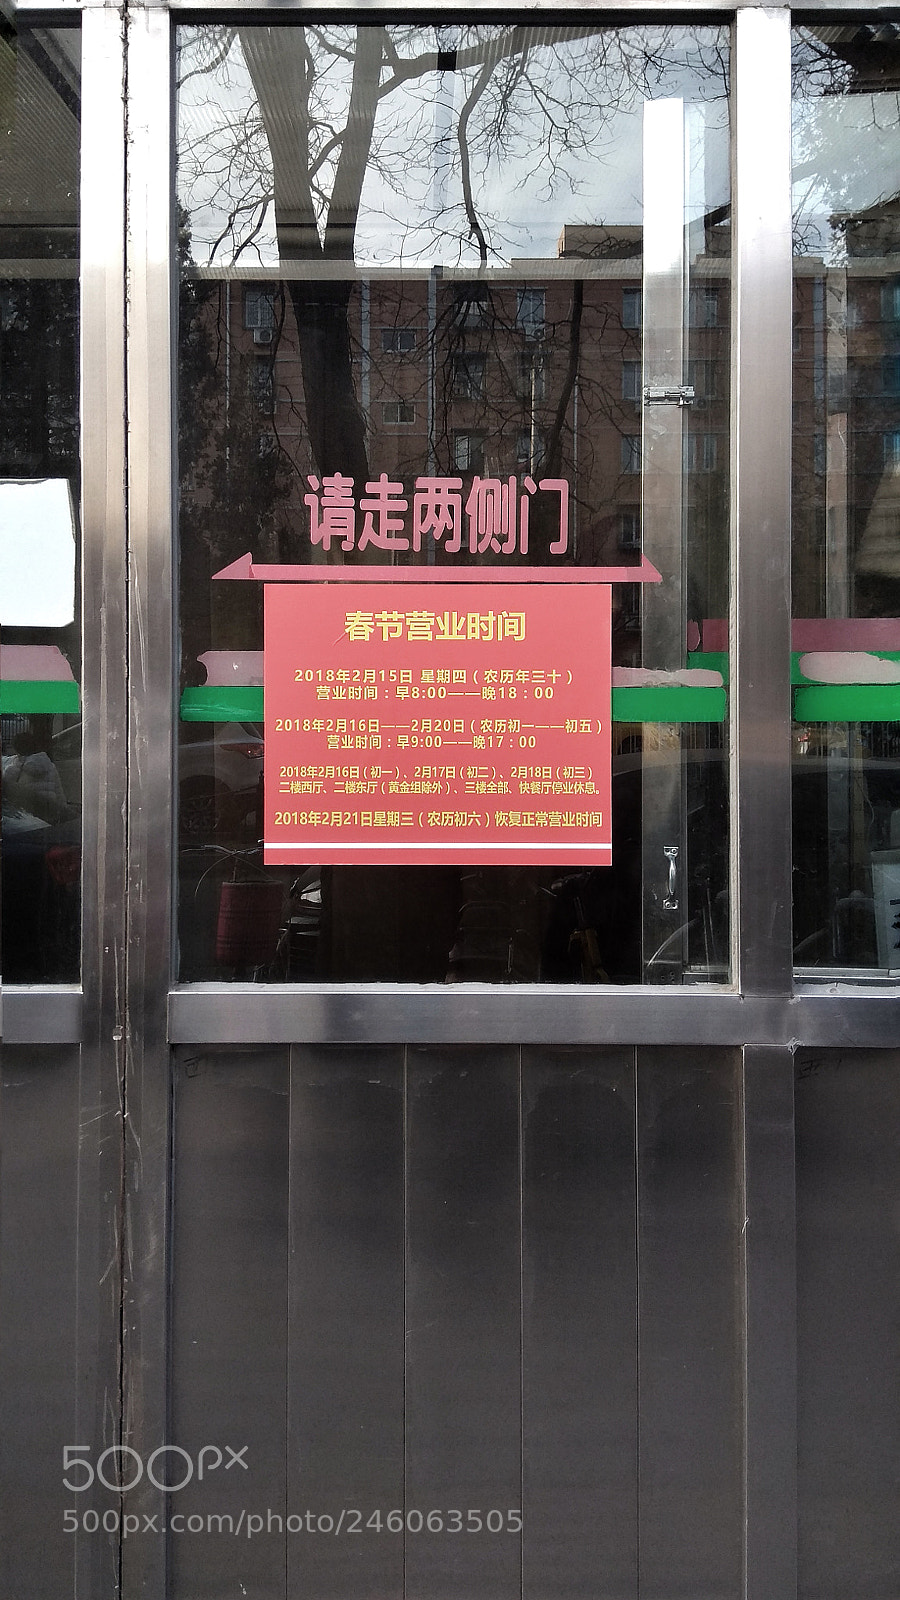 请走两侧门
春节营业时间
2018年2月15日 星期四（农历年三十）
营业时间：早8:00——晚18：00
2018年2月16日——2月20日（农历初一——初五）
营业时间：早9:00——晚17：00
2018年2月16日（初一）、2月17日（初二）、2月18日（初三）
二楼西厅、二楼东厅（黄金组除外）、三楼全部、快餐厅停业休息。
2018年2月21日星期三（农历初六）恢复正常营业时间
500px
500px.com/photo/246063505